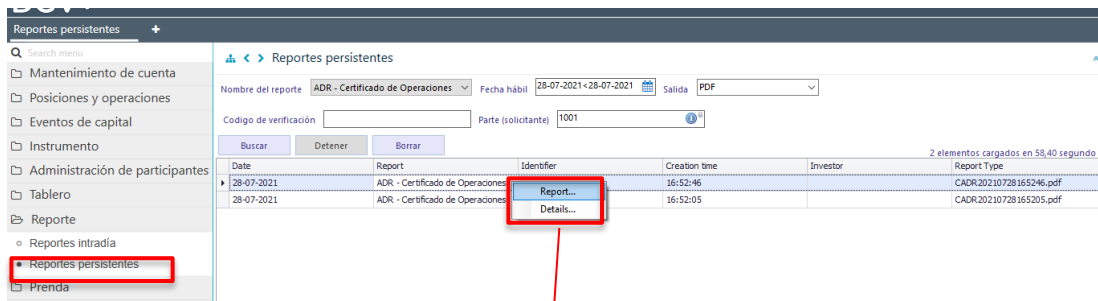 Reportes persistentes +
Search menu
Mantenimiento de cuenta
Posiciones y operaciones
Eventos de capital
Instrumento
Administración de participantes
Tablero
Reporte
Reportes intradía
Reportes persistentes
Prenda
Reportes persistentes
Nombre del reporte ADR - Certificado de Operaciones Fecha hábil 28-07-2021<28-07-2021 Salida PDF
Codigo de verificación Parte (solicitante) 1001
Buscar Detener Borrar
2 elementos cargados en 58,40 segundo
Date Report Identifier Creation time Investor Report Type
28-07-2021 ADR - Certificado de Operaciones 16:52:46 CADR20210728165246.pdf
28-07-2021 ADR - Certificado de Operaciones 16:52:05 CADR20210728165205.pdf
Report...
Details...